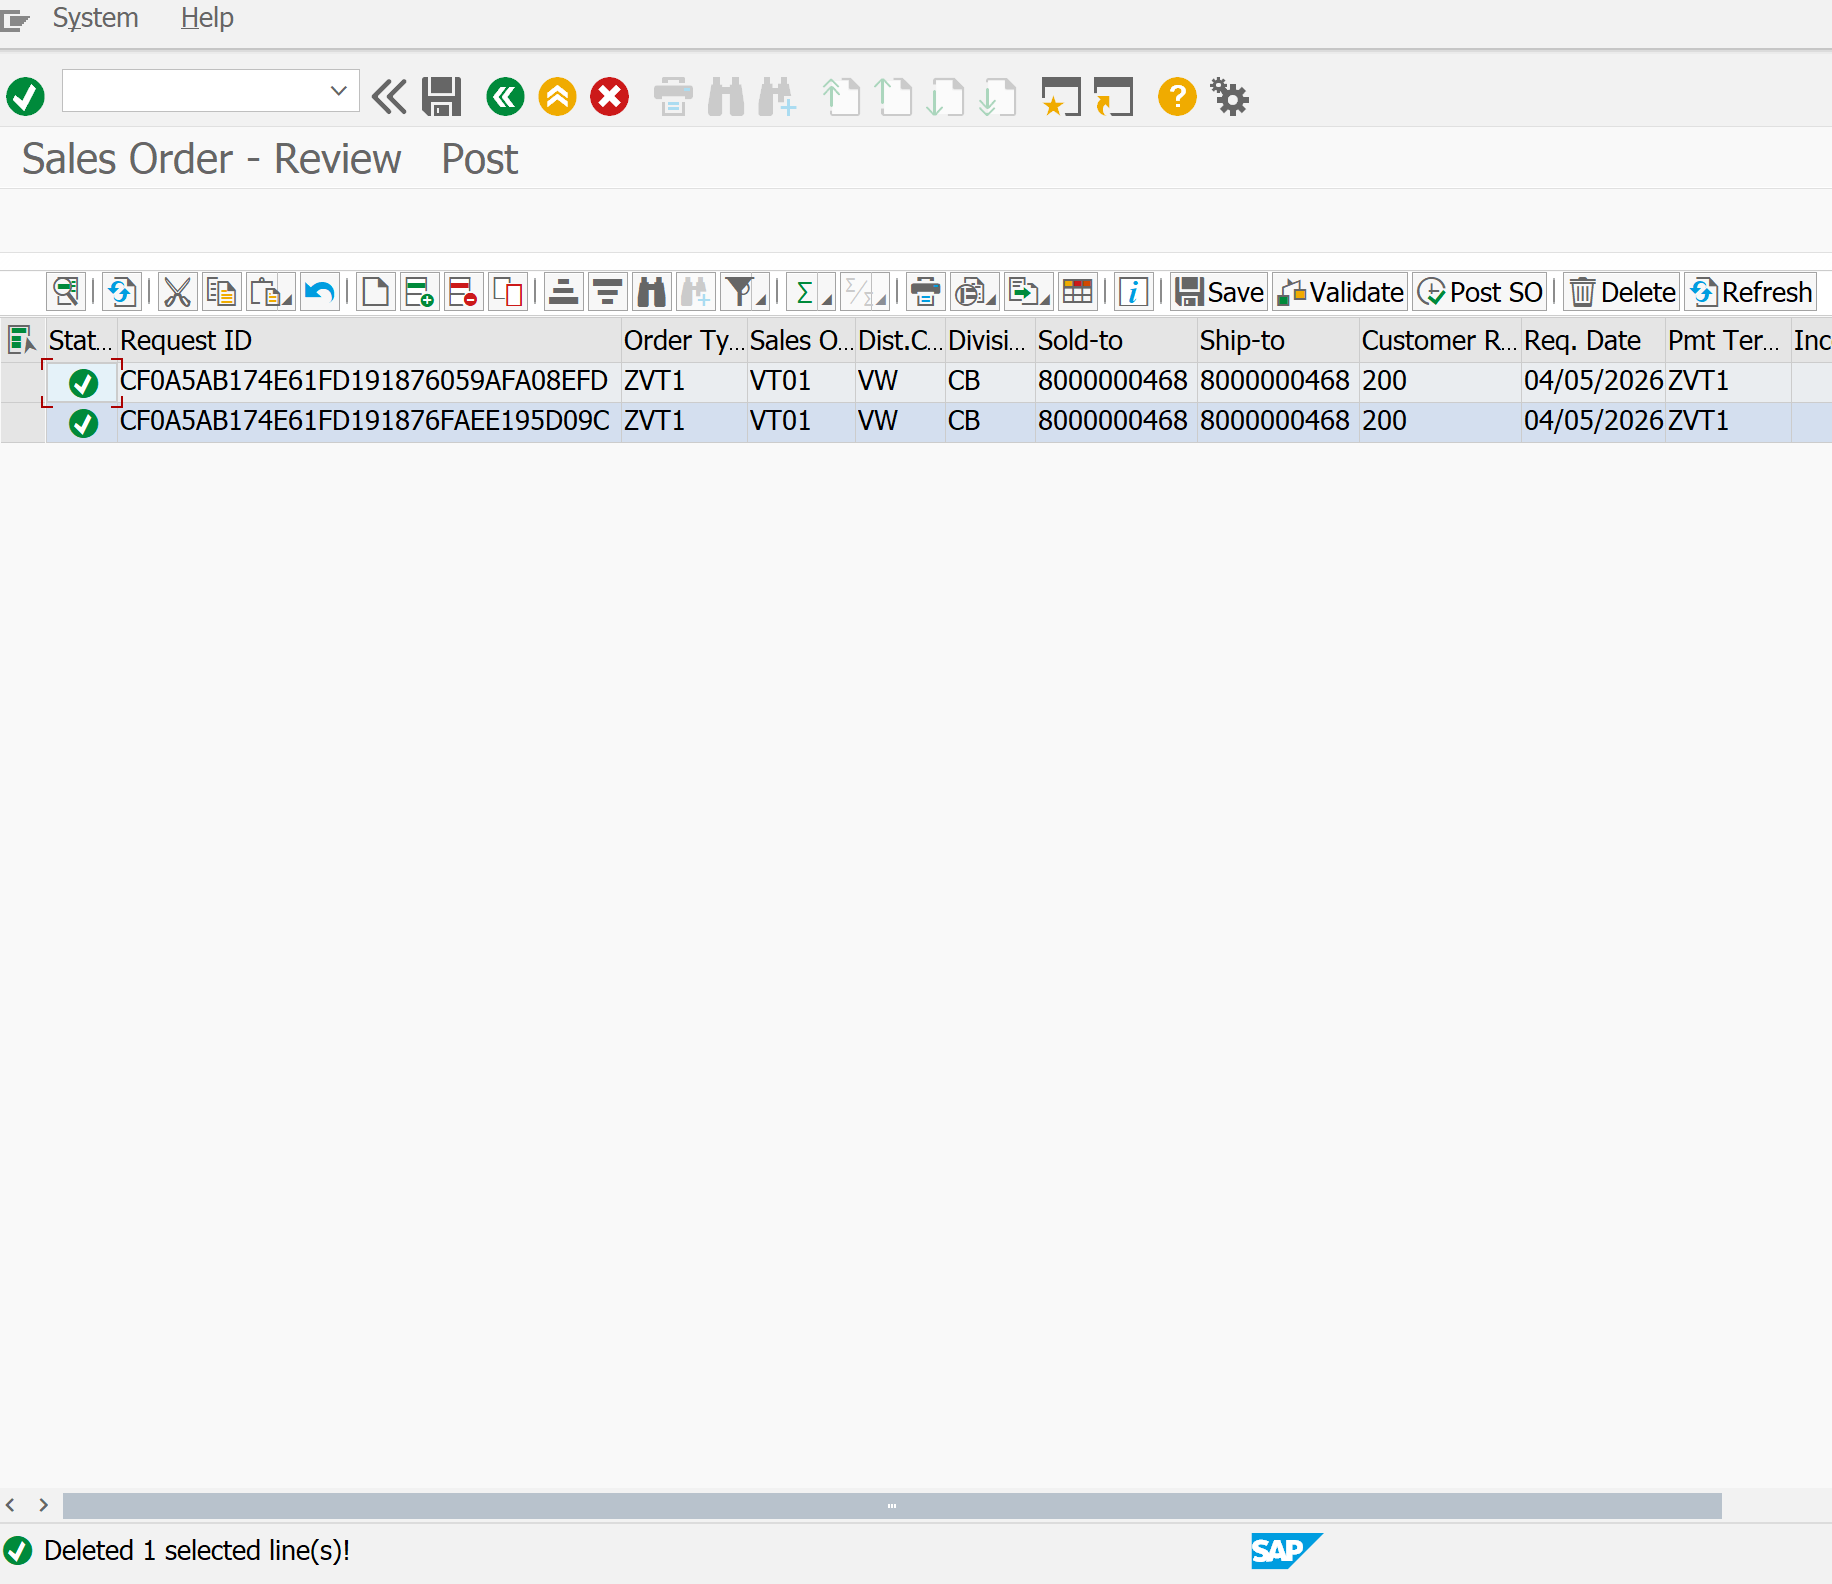 System Help
Sales Order - Review Post
Save Validate Post SO Delete Refresh
Stat... Request ID Order Ty... Sales O... Dist.C... Divisi... Sold-to Ship-to Customer R... Req. Date Pmt Ter... Inc
CF0A5AB174E61FD191876059AFA08EFD ZVT1 VT01 VW CB 8000000468 8000000468 200 04/05/2026 ZVT1
CF0A5AB174E61FD191876FAEE195D09C ZVT1 VT01 VW CB 8000000468 8000000468 200 04/05/2026 ZVT1
Deleted 1 selected line(s)!
SAP